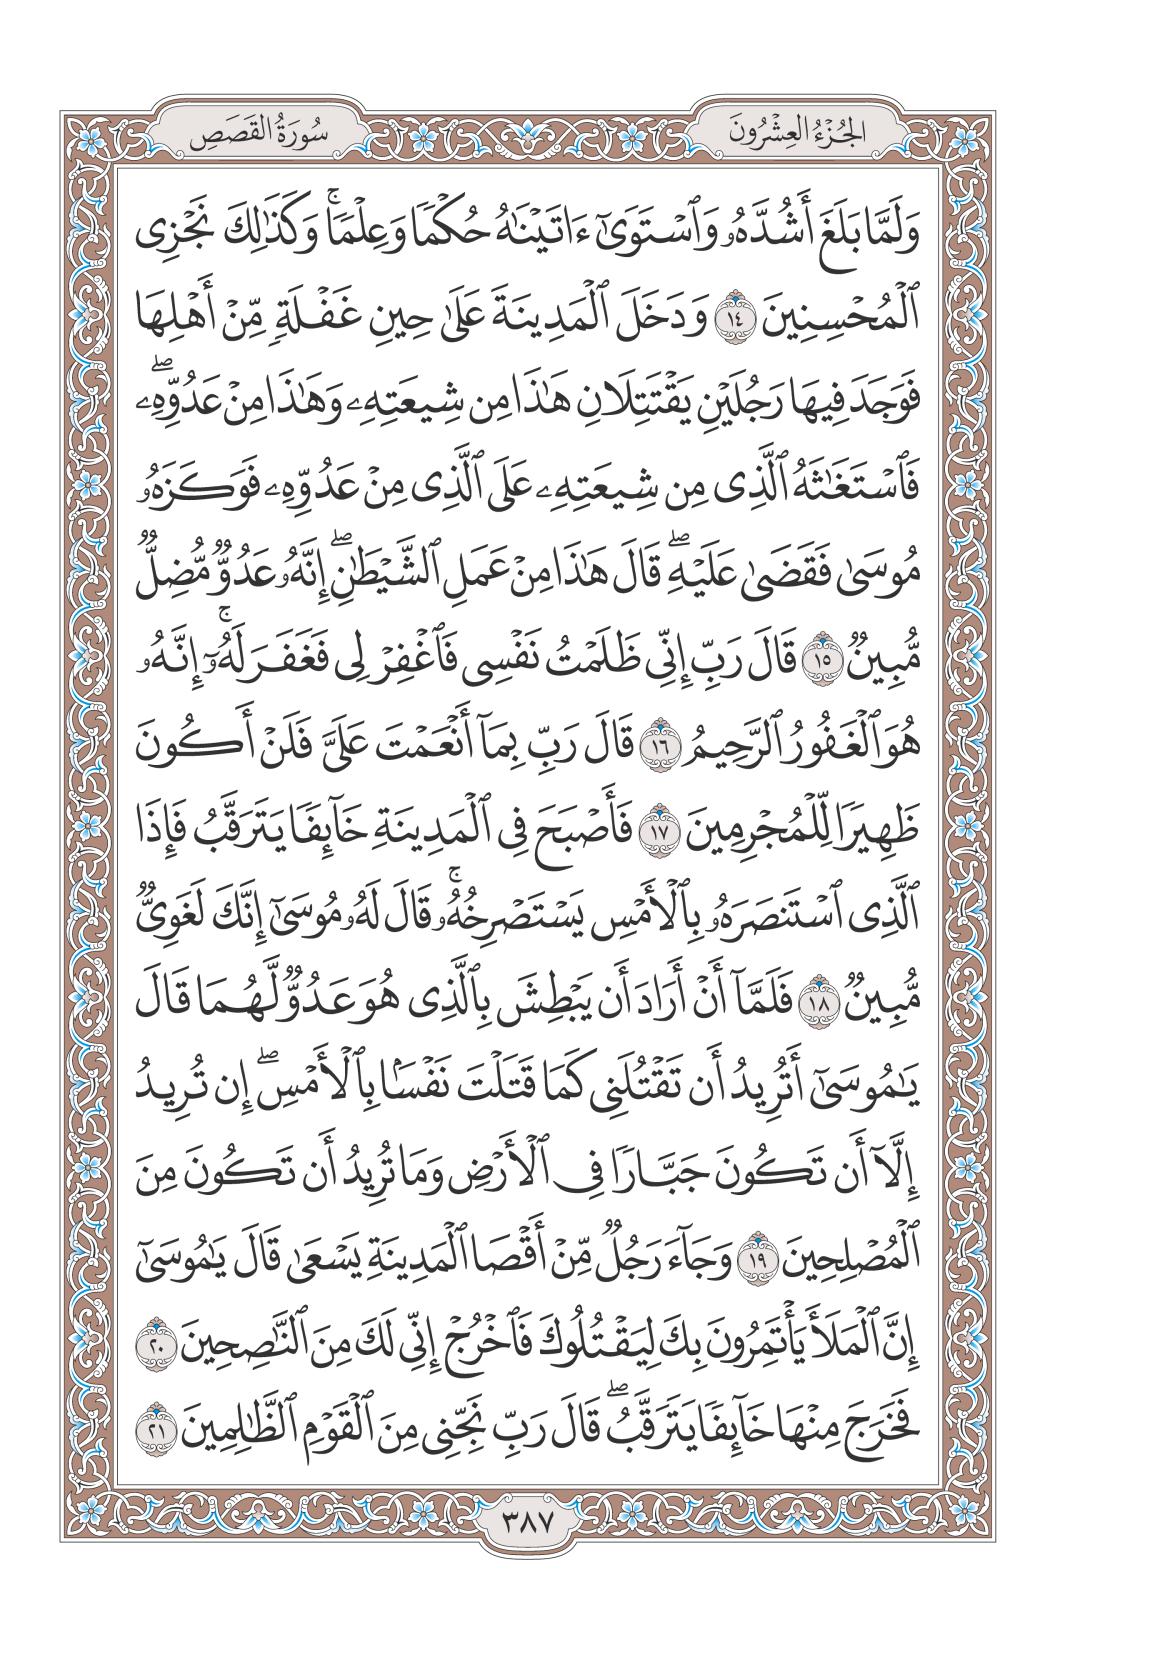 الجُزْءُ العِشْرُونَ
سُورَةُ القَصَصِ
وَلَمَّا بَلَغَ أَشُدَّهُۥ وَٱسْتَوَىٰٓ ءَاتَيْنَـٰهُ حُكْمًا وَعِلْمًاۚ وَكَذَٰلِكَ نَجْزِى
ٱلْمُحْسِنِينَ ١٤ وَدَخَلَ ٱلْمَدِينَةَ عَلَىٰ حِينِ غَفْلَةٍ مِّنْ أَهْلِهَا
فَوَجَدَ فِيهَا رَجُلَيْنِ يَقْتَتِلَانِ هَـٰذَا مِن شِيعَتِهِۦ وَهَـٰذَا مِنْ عَدُوِّهِۦۖ
فَٱسْتَغَـٰثَهُ ٱلَّذِى مِن شِيعَتِهِۦ عَلَى ٱلَّذِى مِنْ عَدُوِّهِۦ فَوَكَزَهُۥ
مُوسَىٰ فَقَضَىٰ عَلَيْهِۖ قَالَ هَـٰذَا مِنْ عَمَلِ ٱلشَّيْطَـٰنِۖ إِنَّهُۥ عَدُوٌّ مُّضِلٌّ
مُّبِينٌ ١٥ قَالَ رَبِّ إِنِّى ظَلَمْتُ نَفْسِى فَٱغْفِرْ لِى فَغَفَرَ لَهُۥٓۚ إِنَّهُۥ
هُوَ ٱلْغَفُورُ ٱلرَّحِيمُ ١٦ قَالَ رَبِّ بِمَآ أَنْعَمْتَ عَلَىَّ فَلَنْ أَكُونَ
ظَهِيرًا لِّلْمُجْرِمِينَ ١٧ فَأَصْبَحَ فِى ٱلْمَدِينَةِ خَآئِفًا يَتَرَقَّبُ فَإِذَا
ٱلَّذِى ٱسْتَنصَرَهُۥ بِٱلْأَمْسِ يَسْتَصْرِخُهُۥۚ قَالَ لَهُۥ مُوسَىٰٓ إِنَّكَ لَغَوِىٌّ
مُّبِينٌ ١٨ فَلَمَّآ أَنْ أَرَادَ أَن يَبْطِشَ بِٱلَّذِى هُوَ عَدُوٌّ لَّهُمَا قَالَ
يَـٰمُوسَىٰٓ أَتُرِيدُ أَن تَقْتُلَنِى كَمَا قَتَلْتَ نَفْسًۢا بِٱلْأَمْسِۖ إِن تُرِيدُ
إِلَّآ أَن تَكُونَ جَبَّارًا فِى ٱلْأَرْضِ وَمَا تُرِيدُ أَن تَكُونَ مِنَ
ٱلْمُصْلِحِينَ ١٩ وَجَآءَ رَجُلٌ مِّنْ أَقْصَا ٱلْمَدِينَةِ يَسْعَىٰ قَالَ يَـٰمُوسَىٰٓ
إِنَّ ٱلْمَلَأَ يَأْتَمِرُونَ بِكَ لِيَقْتُلُوكَ فَٱخْرُجْ إِنِّى لَكَ مِنَ ٱلنَّـٰصِحِينَ ٢٠
فَخَرَجَ مِنْهَا خَآئِفًا يَتَرَقَّبُۖ قَالَ رَبِّ نَجِّنِى مِنَ ٱلْقَوْمِ ٱلظَّـٰلِمِينَ ٢١
٣٨٧